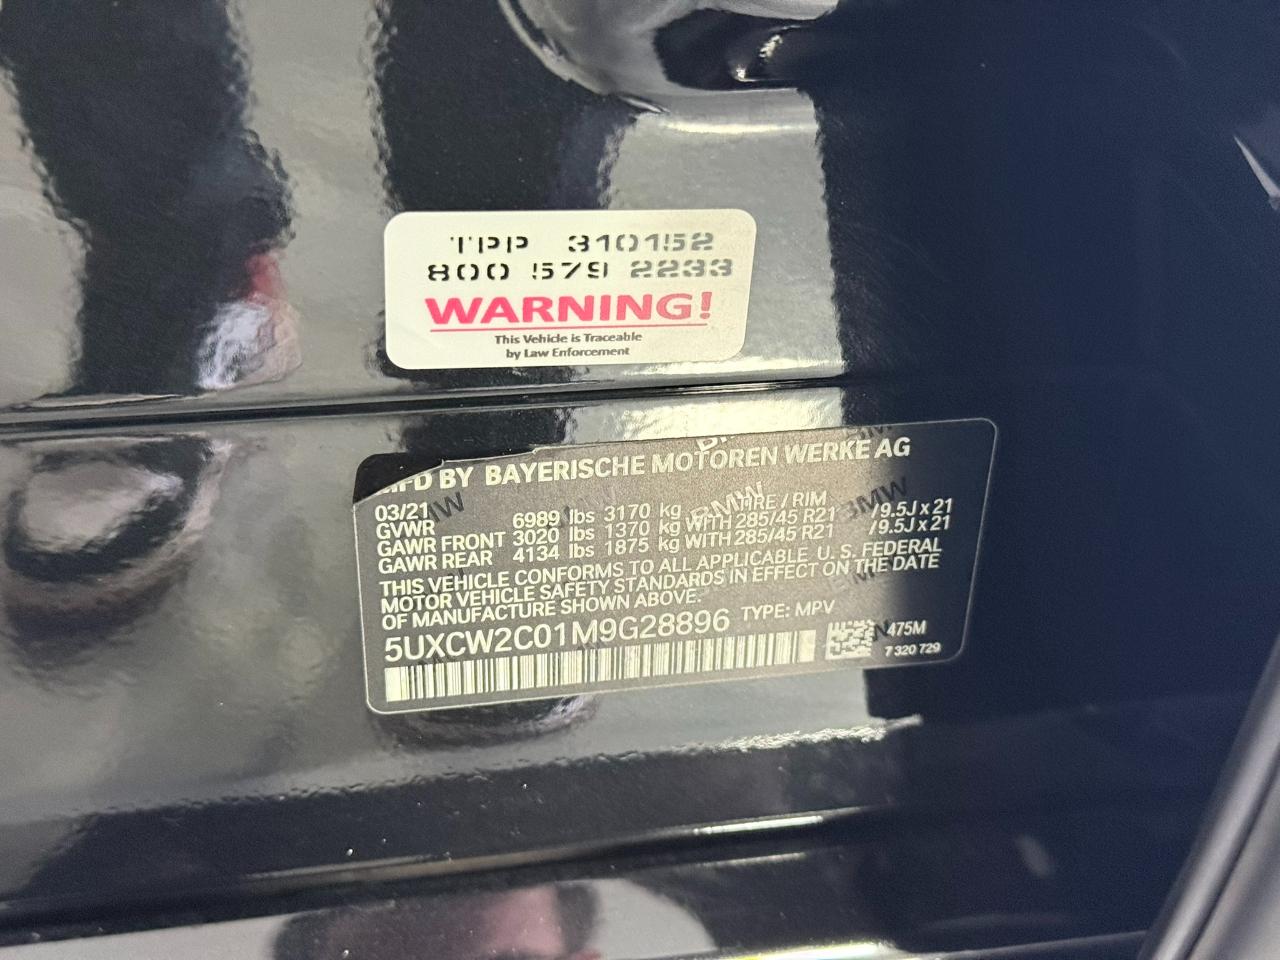 TPP 310152
800 579 2233
WARNING!
This Vehicle is Traceable
by Law Enforcement
MFD BY BAYERISCHE MOTOREN WERKE AG
03/21 TIRE / RIM
GVWR 6989 lbs 3170 kg
GAWR FRONT 3020 lbs 1370 kg WITH 285/45 R21 /9.5J x 21
GAWR REAR 4134 lbs 1875 kg WITH 285/45 R21 /9.5J x 21
THIS VEHICLE CONFORMS TO ALL APPLICABLE U. S. FEDERAL
MOTOR VEHICLE SAFETY STANDARDS IN EFFECT ON THE DATE
OF MANUFACTURE SHOWN ABOVE.
5UXCW2C01M9G28896 TYPE: MPV
475M
7 320 729